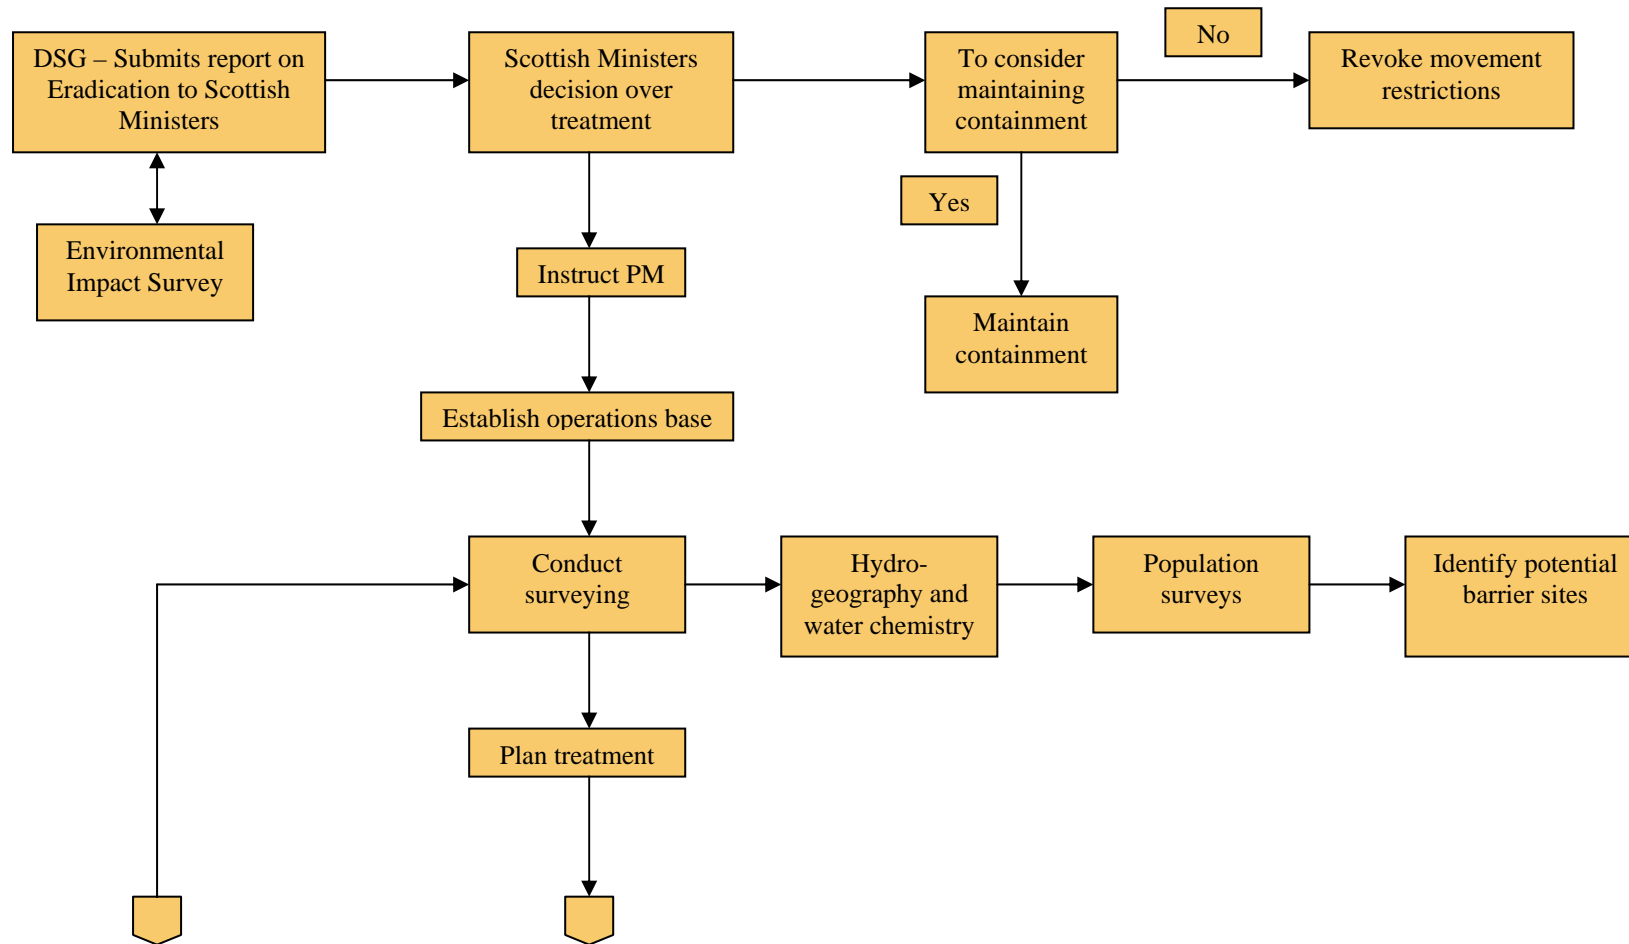 DSG – Submits report on
Eradication to Scottish
Ministers
Scottish Ministers
decision over
treatment
To consider
maintaining
containment
No
Revoke movement
restrictions
Yes
Environmental
Impact Survey
Instruct PM
Maintain
containment
Establish operations base
Conduct
surveying
Hydro-
geography and
water chemistry
Population
surveys
Identify potential
barrier sites
Plan treatment